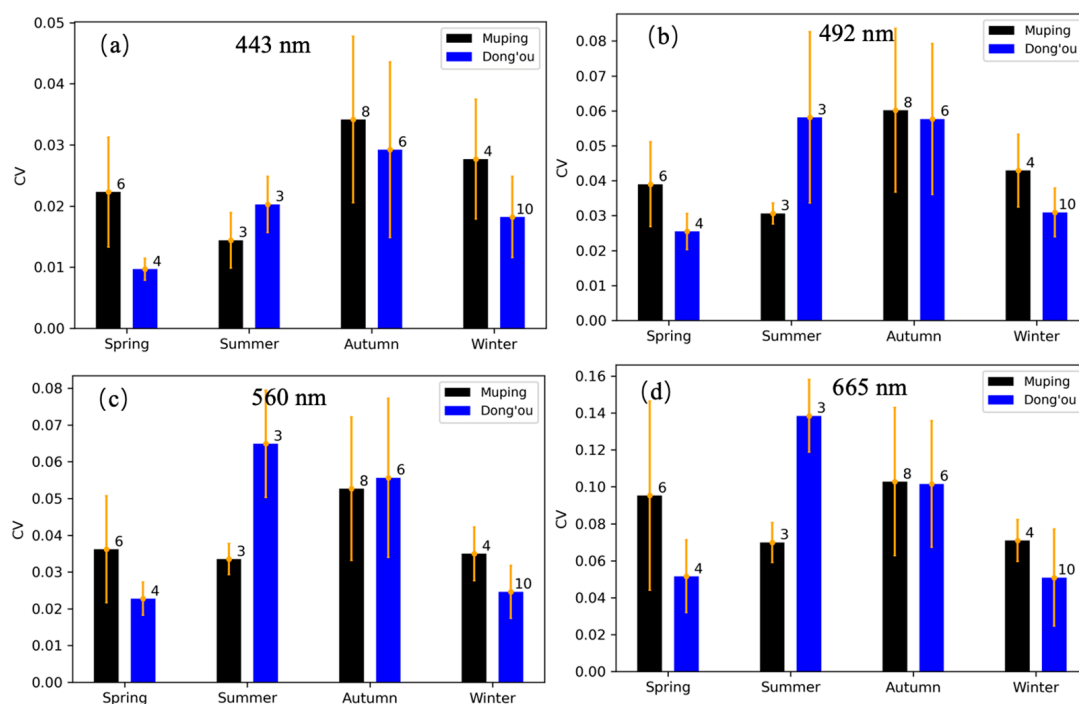 (a)
443 nm
Muping
Dong'ou
CV
0.05
0.04
0.03
0.02
0.01
0.00
6
4
3
3
8
6
4
10
Spring
Summer
Autumn
Winter
(b)
492 nm
Muping
Dong'ou
CV
0.08
0.07
0.06
0.05
0.04
0.03
0.02
0.01
0.00
6
4
3
3
8
6
4
10
Spring
Summer
Autumn
Winter
(c)
560 nm
Muping
Dong'ou
CV
0.08
0.07
0.06
0.05
0.04
0.03
0.02
0.01
0.00
6
4
3
3
8
6
4
10
Spring
Summer
Autumn
Winter
(d)
665 nm
Muping
Dong'ou
CV
0.16
0.14
0.12
0.10
0.08
0.06
0.04
0.02
0.00
6
4
3
3
8
6
4
10
Spring
Summer
Autumn
Winter